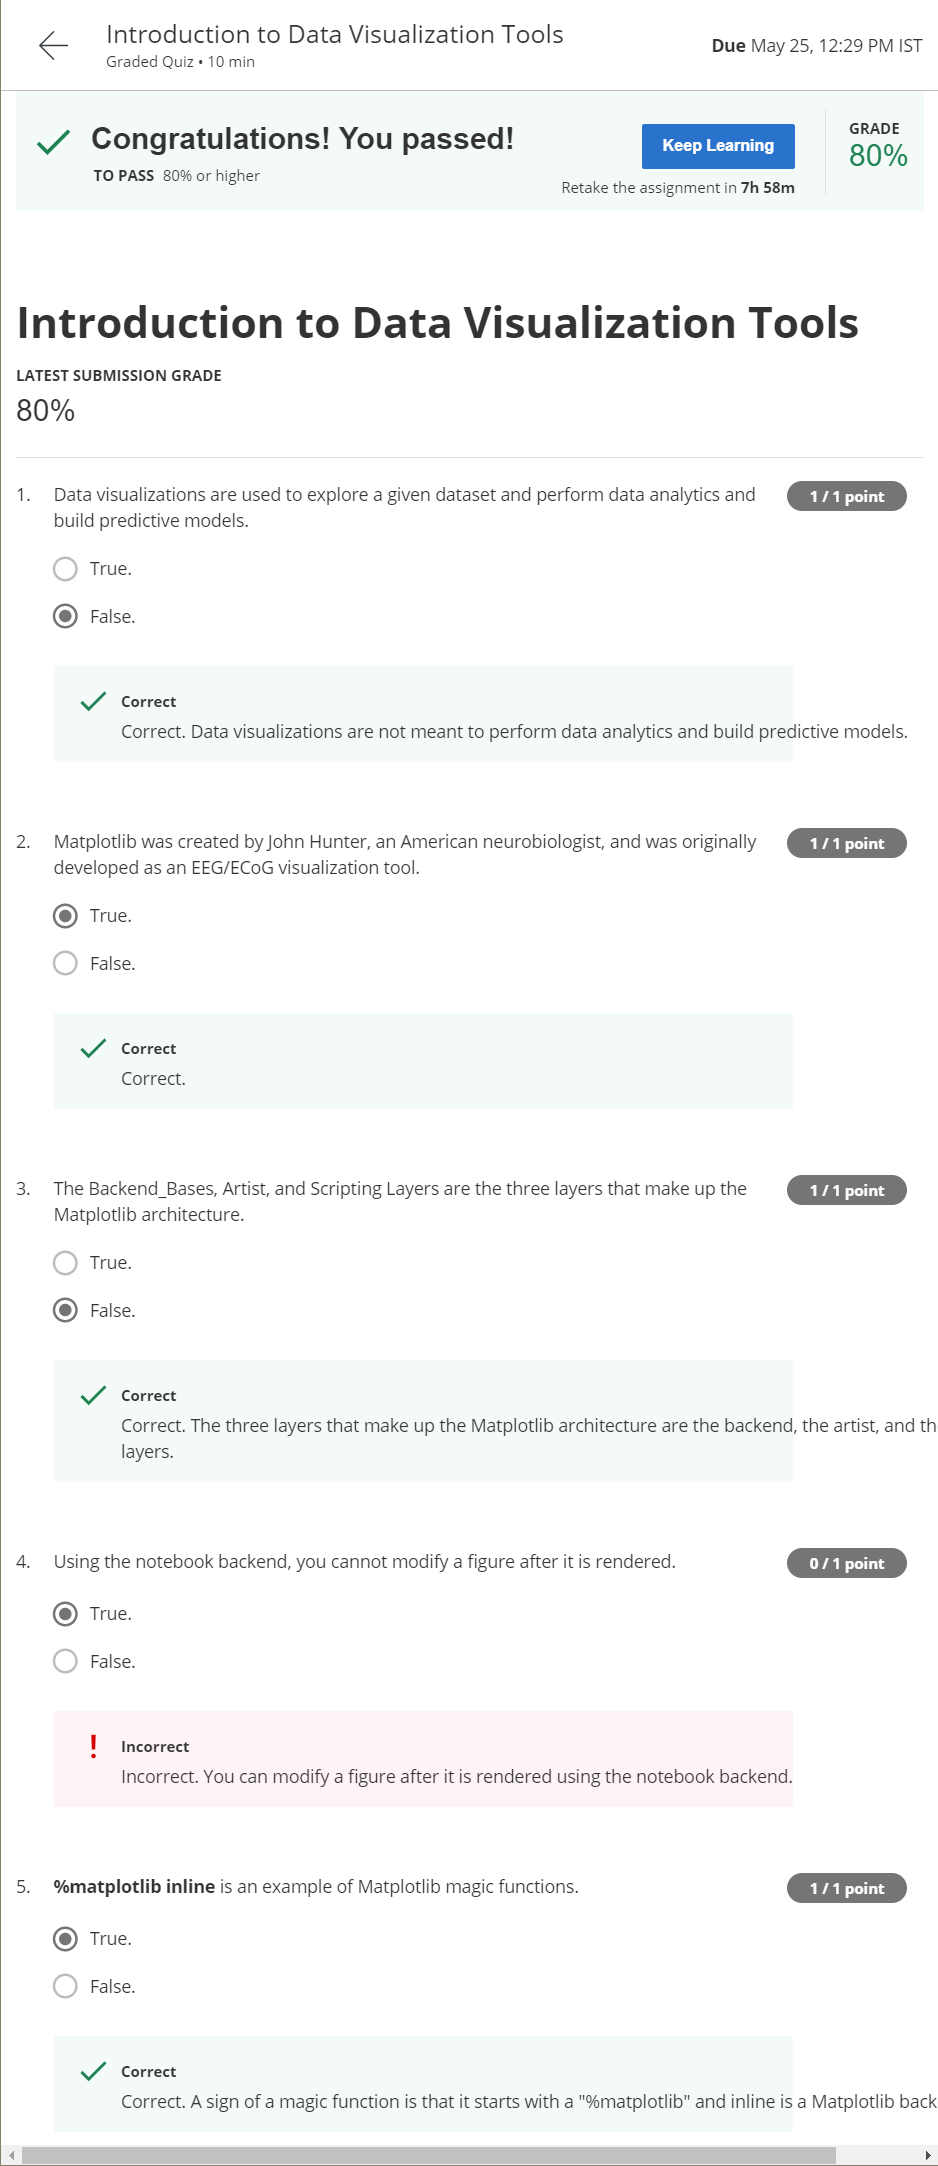 Introduction to Data Visualization Tools
Graded Quiz • 10 min
Due May 25, 12:29 PM IST
Congratulations! You passed!
TO PASS 80% or higher
Keep Learning
Retake the assignment in 7h 58m
GRADE
80%
Introduction to Data Visualization Tools
LATEST SUBMISSION GRADE
80%
1. Data visualizations are used to explore a given dataset and perform data analytics and
build predictive models.
1 / 1 point
True.
False.
Correct
Correct. Data visualizations are not meant to perform data analytics and build predictive models.
2. Matplotlib was created by John Hunter, an American neurobiologist, and was originally
developed as an EEG/ECoG visualization tool.
1 / 1 point
True.
False.
Correct
Correct.
3. The Backend_Bases, Artist, and Scripting Layers are the three layers that make up the
Matplotlib architecture.
1 / 1 point
True.
False.
Correct
Correct. The three layers that make up the Matplotlib architecture are the backend, the artist, and th
layers.
4. Using the notebook backend, you cannot modify a figure after it is rendered.
0 / 1 point
True.
False.
Incorrect
Incorrect. You can modify a figure after it is rendered using the notebook backend.
5. %matplotlib inline is an example of Matplotlib magic functions.
1 / 1 point
True.
False.
Correct
Correct. A sign of a magic function is that it starts with a "%matplotlib" and inline is a Matplotlib back